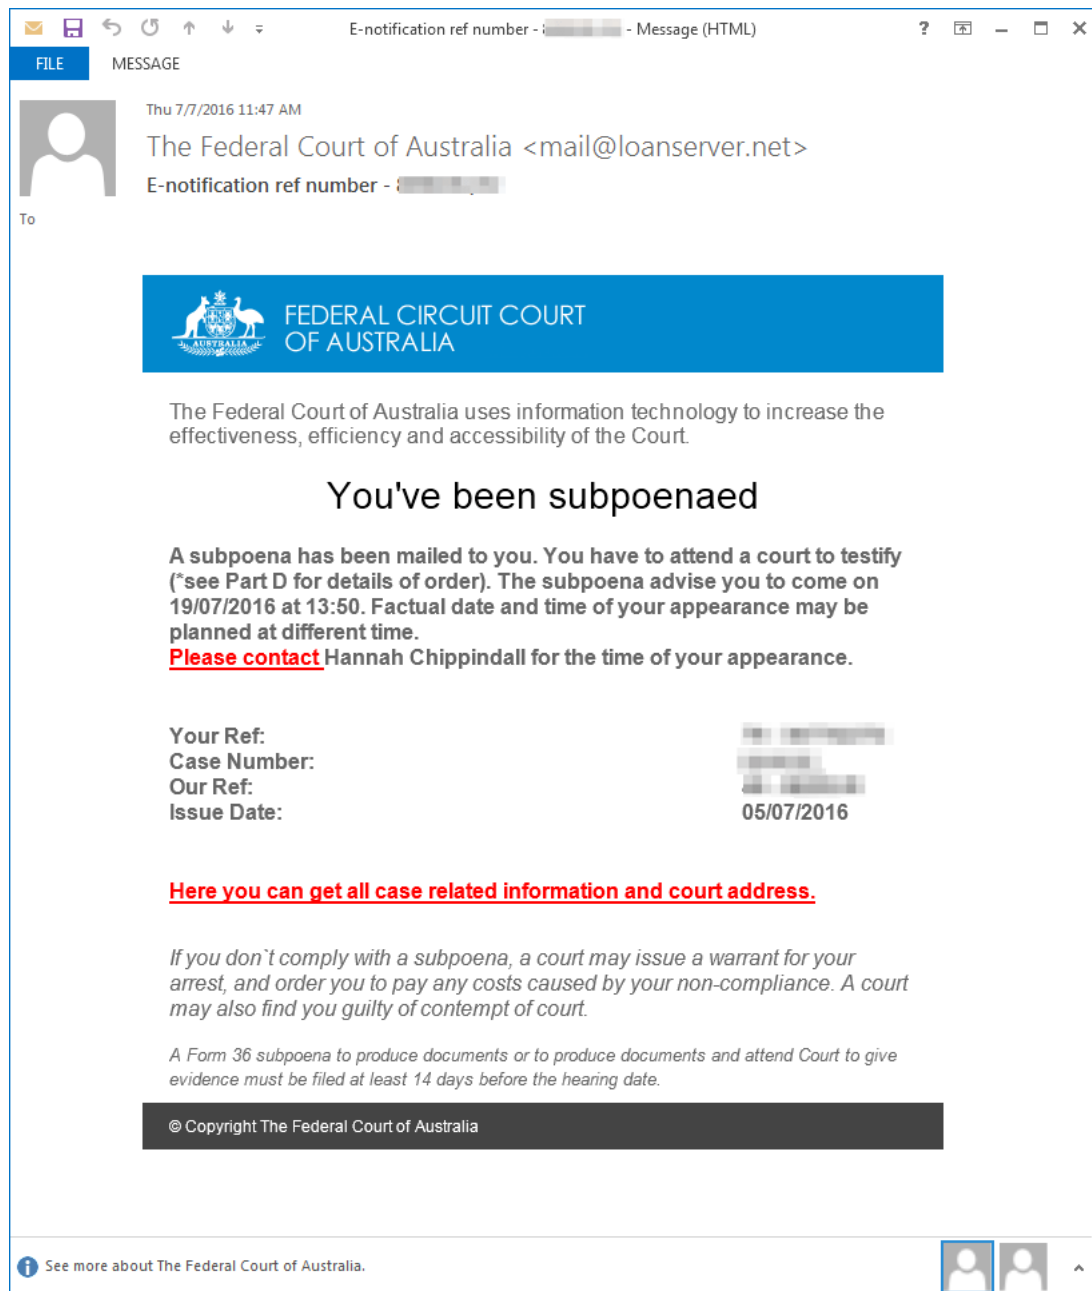 E-notification ref number - - Message (HTML)
FILE MESSAGE
Thu 7/7/2016 11:47 AM
The Federal Court of Australia <mail@loanserver.net>
E-notification ref number -
To
AUSTRALIA
FEDERAL CIRCUIT COURT
OF AUSTRALIA
The Federal Court of Australia uses information technology to increase the
effectiveness, efficiency and accessibility of the Court.
You've been subpoenaed
A subpoena has been mailed to you. You have to attend a court to testify
(*see Part D for details of order). The subpoena advise you to come on
19/07/2016 at 13:50. Factual date and time of your appearance may be
planned at different time.
Please contact Hannah Chippindall for the time of your appearance.
Your Ref:
Case Number:
Our Ref:
Issue Date: 05/07/2016
Here you can get all case related information and court address.
If you don`t comply with a subpoena, a court may issue a warrant for your
arrest, and order you to pay any costs caused by your non-compliance. A court
may also find you guilty of contempt of court.
A Form 36 subpoena to produce documents or to produce documents and attend Court to give
evidence must be filed at least 14 days before the hearing date.
© Copyright The Federal Court of Australia
See more about The Federal Court of Australia.